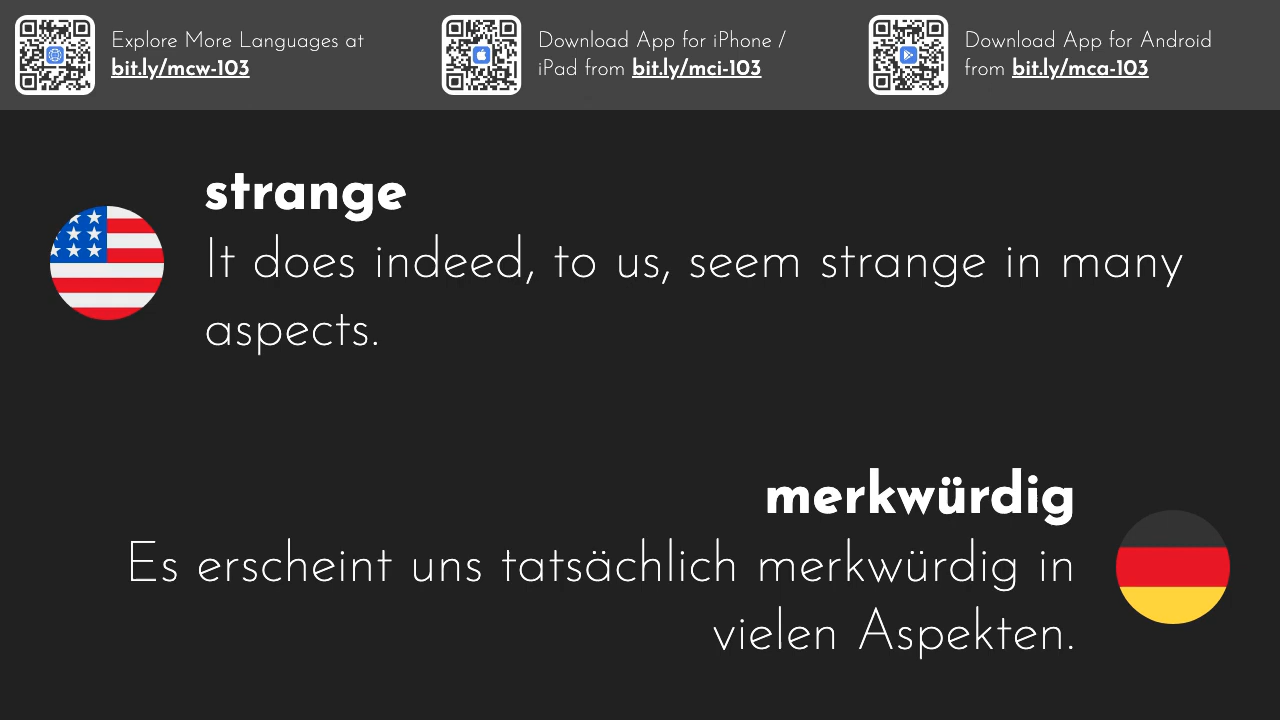 Explore More Languages at
bit.ly/mcw-103
Download App for iPhone /
iPad from bit.ly/mci-103
Download App for Android
from bit.ly/mca-103
strange
It does indeed, to us, seem strange in many
aspects.
merkwürdig
Es erscheint uns tatsächlich merkwürdig in
vielen Aspekten.